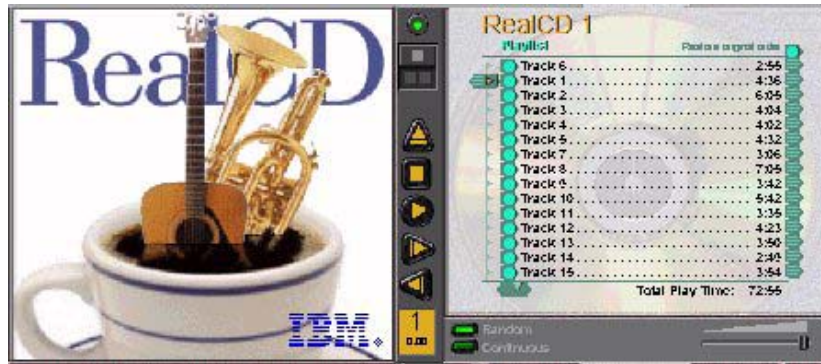 RealCD
IBM
1
0.00
RealCD 1
Playlist
Restore original order
Track 6 2:55
Track 1 4:36
Track 2 6:05
Track 3 4:04
Track 4 4:02
Track 5 4:32
Track 7 3:06
Track 8 7:05
Track 9 3:42
Track 10 5:42
Track 11 3:35
Track 12 4:23
Track 13 3:50
Track 14
Track 15 3:54
Total Play Time: 72:55
Random
Continuous